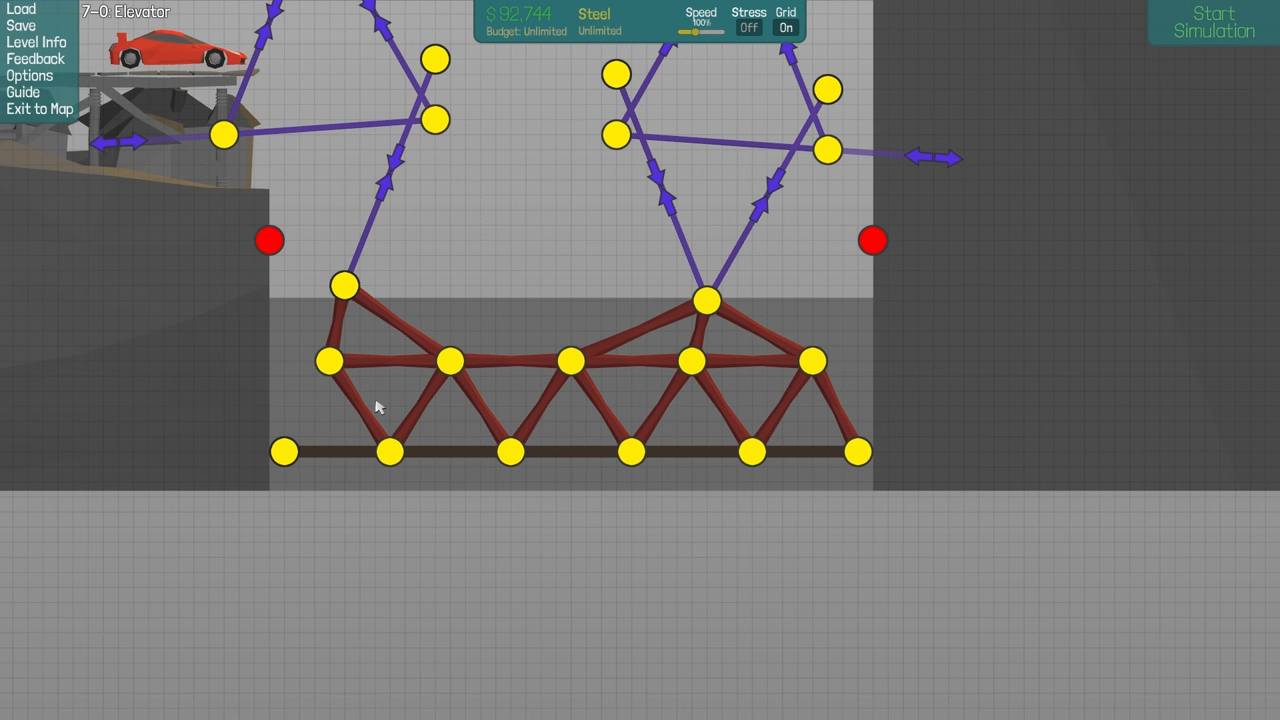 Load
Save
Level Info
Feedback
Options
Guide
Exit to Map
7-0: Elevator
$ 92,744
Budget: Unlimited
Steel
Unlimited
Speed
100%
Stress
Off
Grid
On
Start
Simulation